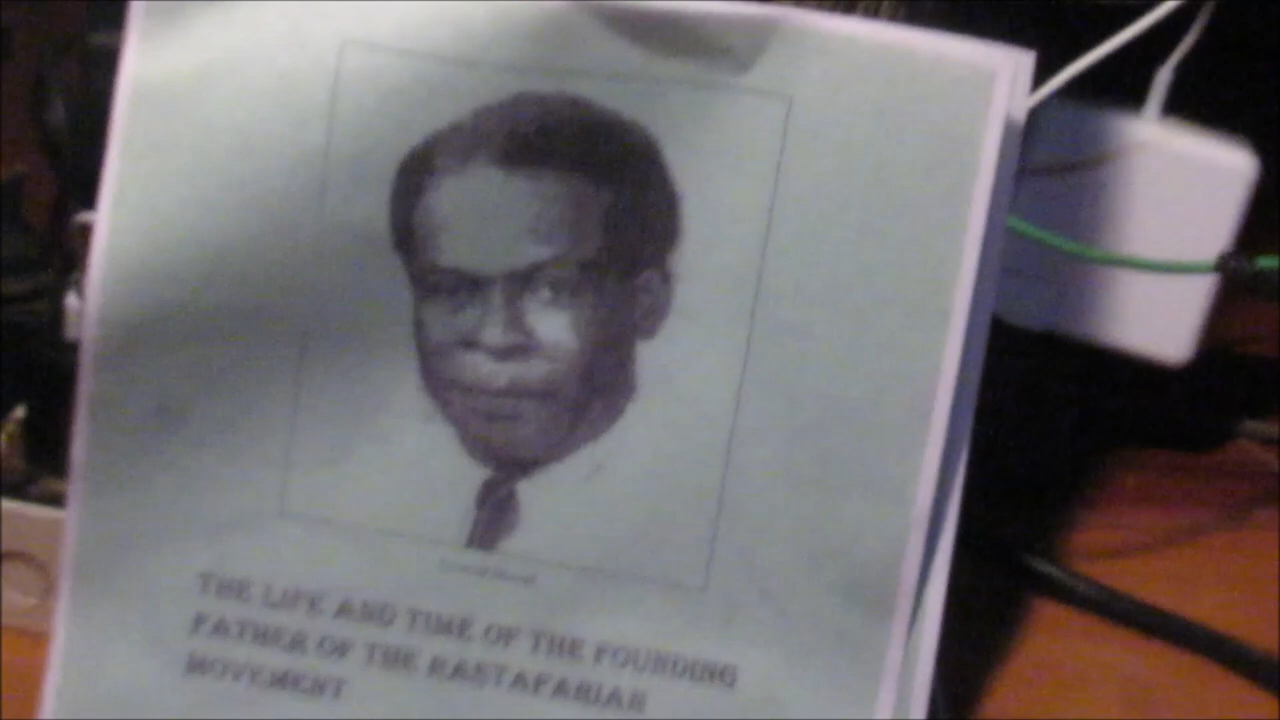 THE LIFE AND TIME OF THE FOUNDING
FATHER OF THE RASTAFARIAN
MOVEMENT